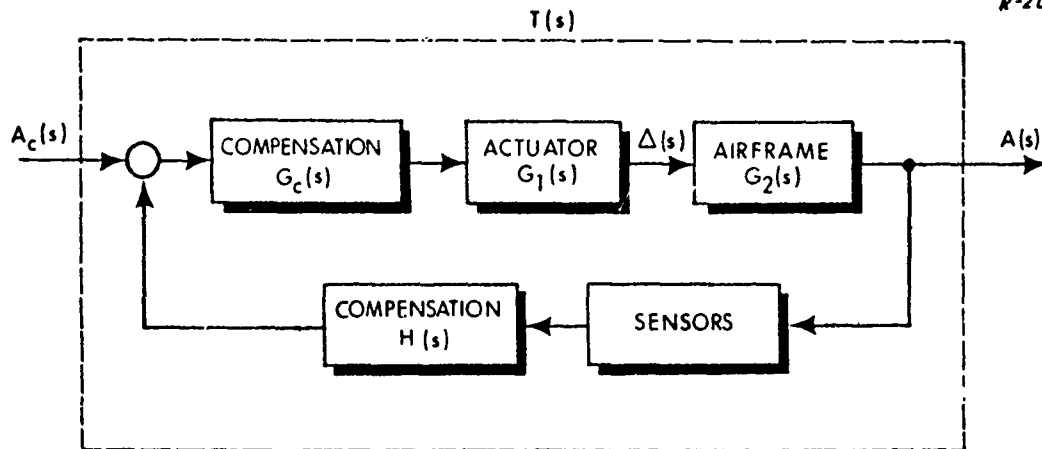 T(s)
A_c(s)
COMPENSATION
G_c(s)
ACTUATOR
G_1(s)
Δ(s)
AIRFRAME
G_2(s)
A(s)
COMPENSATION
H(s)
SENSORS